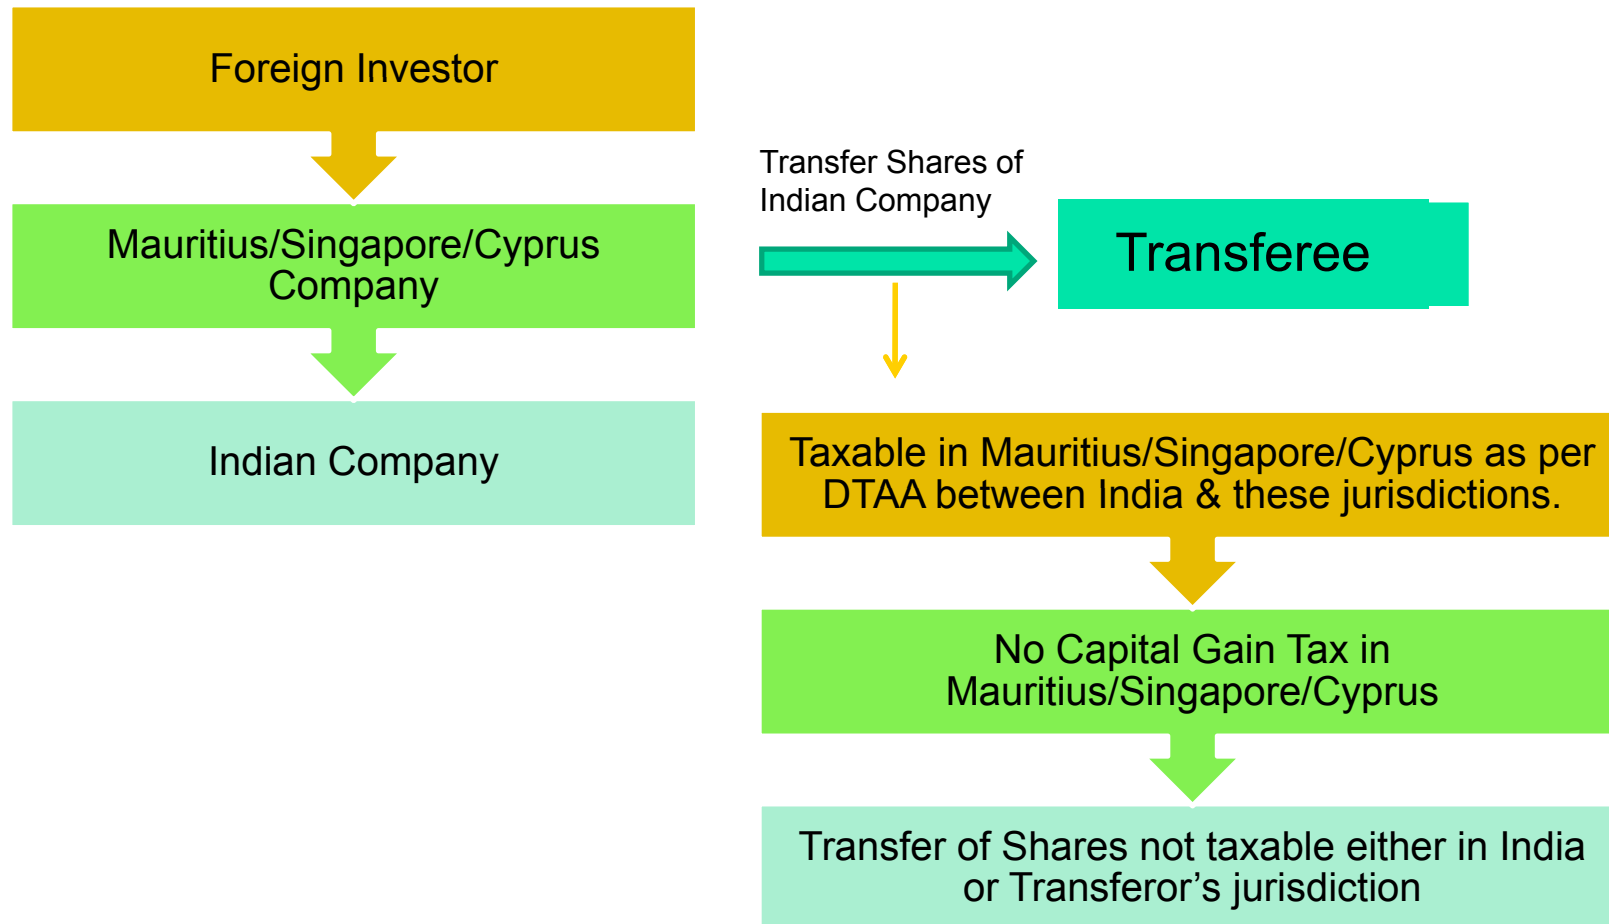 Foreign Investor
Mauritius/Singapore/Cyprus
Company
Indian Company
Transfer Shares of
Indian Company
Transferee
Taxable in Mauritius/Singapore/Cyprus as per
DTAA between India & these jurisdictions.
No Capital Gain Tax in
Mauritius/Singapore/Cyprus
Transfer of Shares not taxable either in India
or Transferor’s jurisdiction